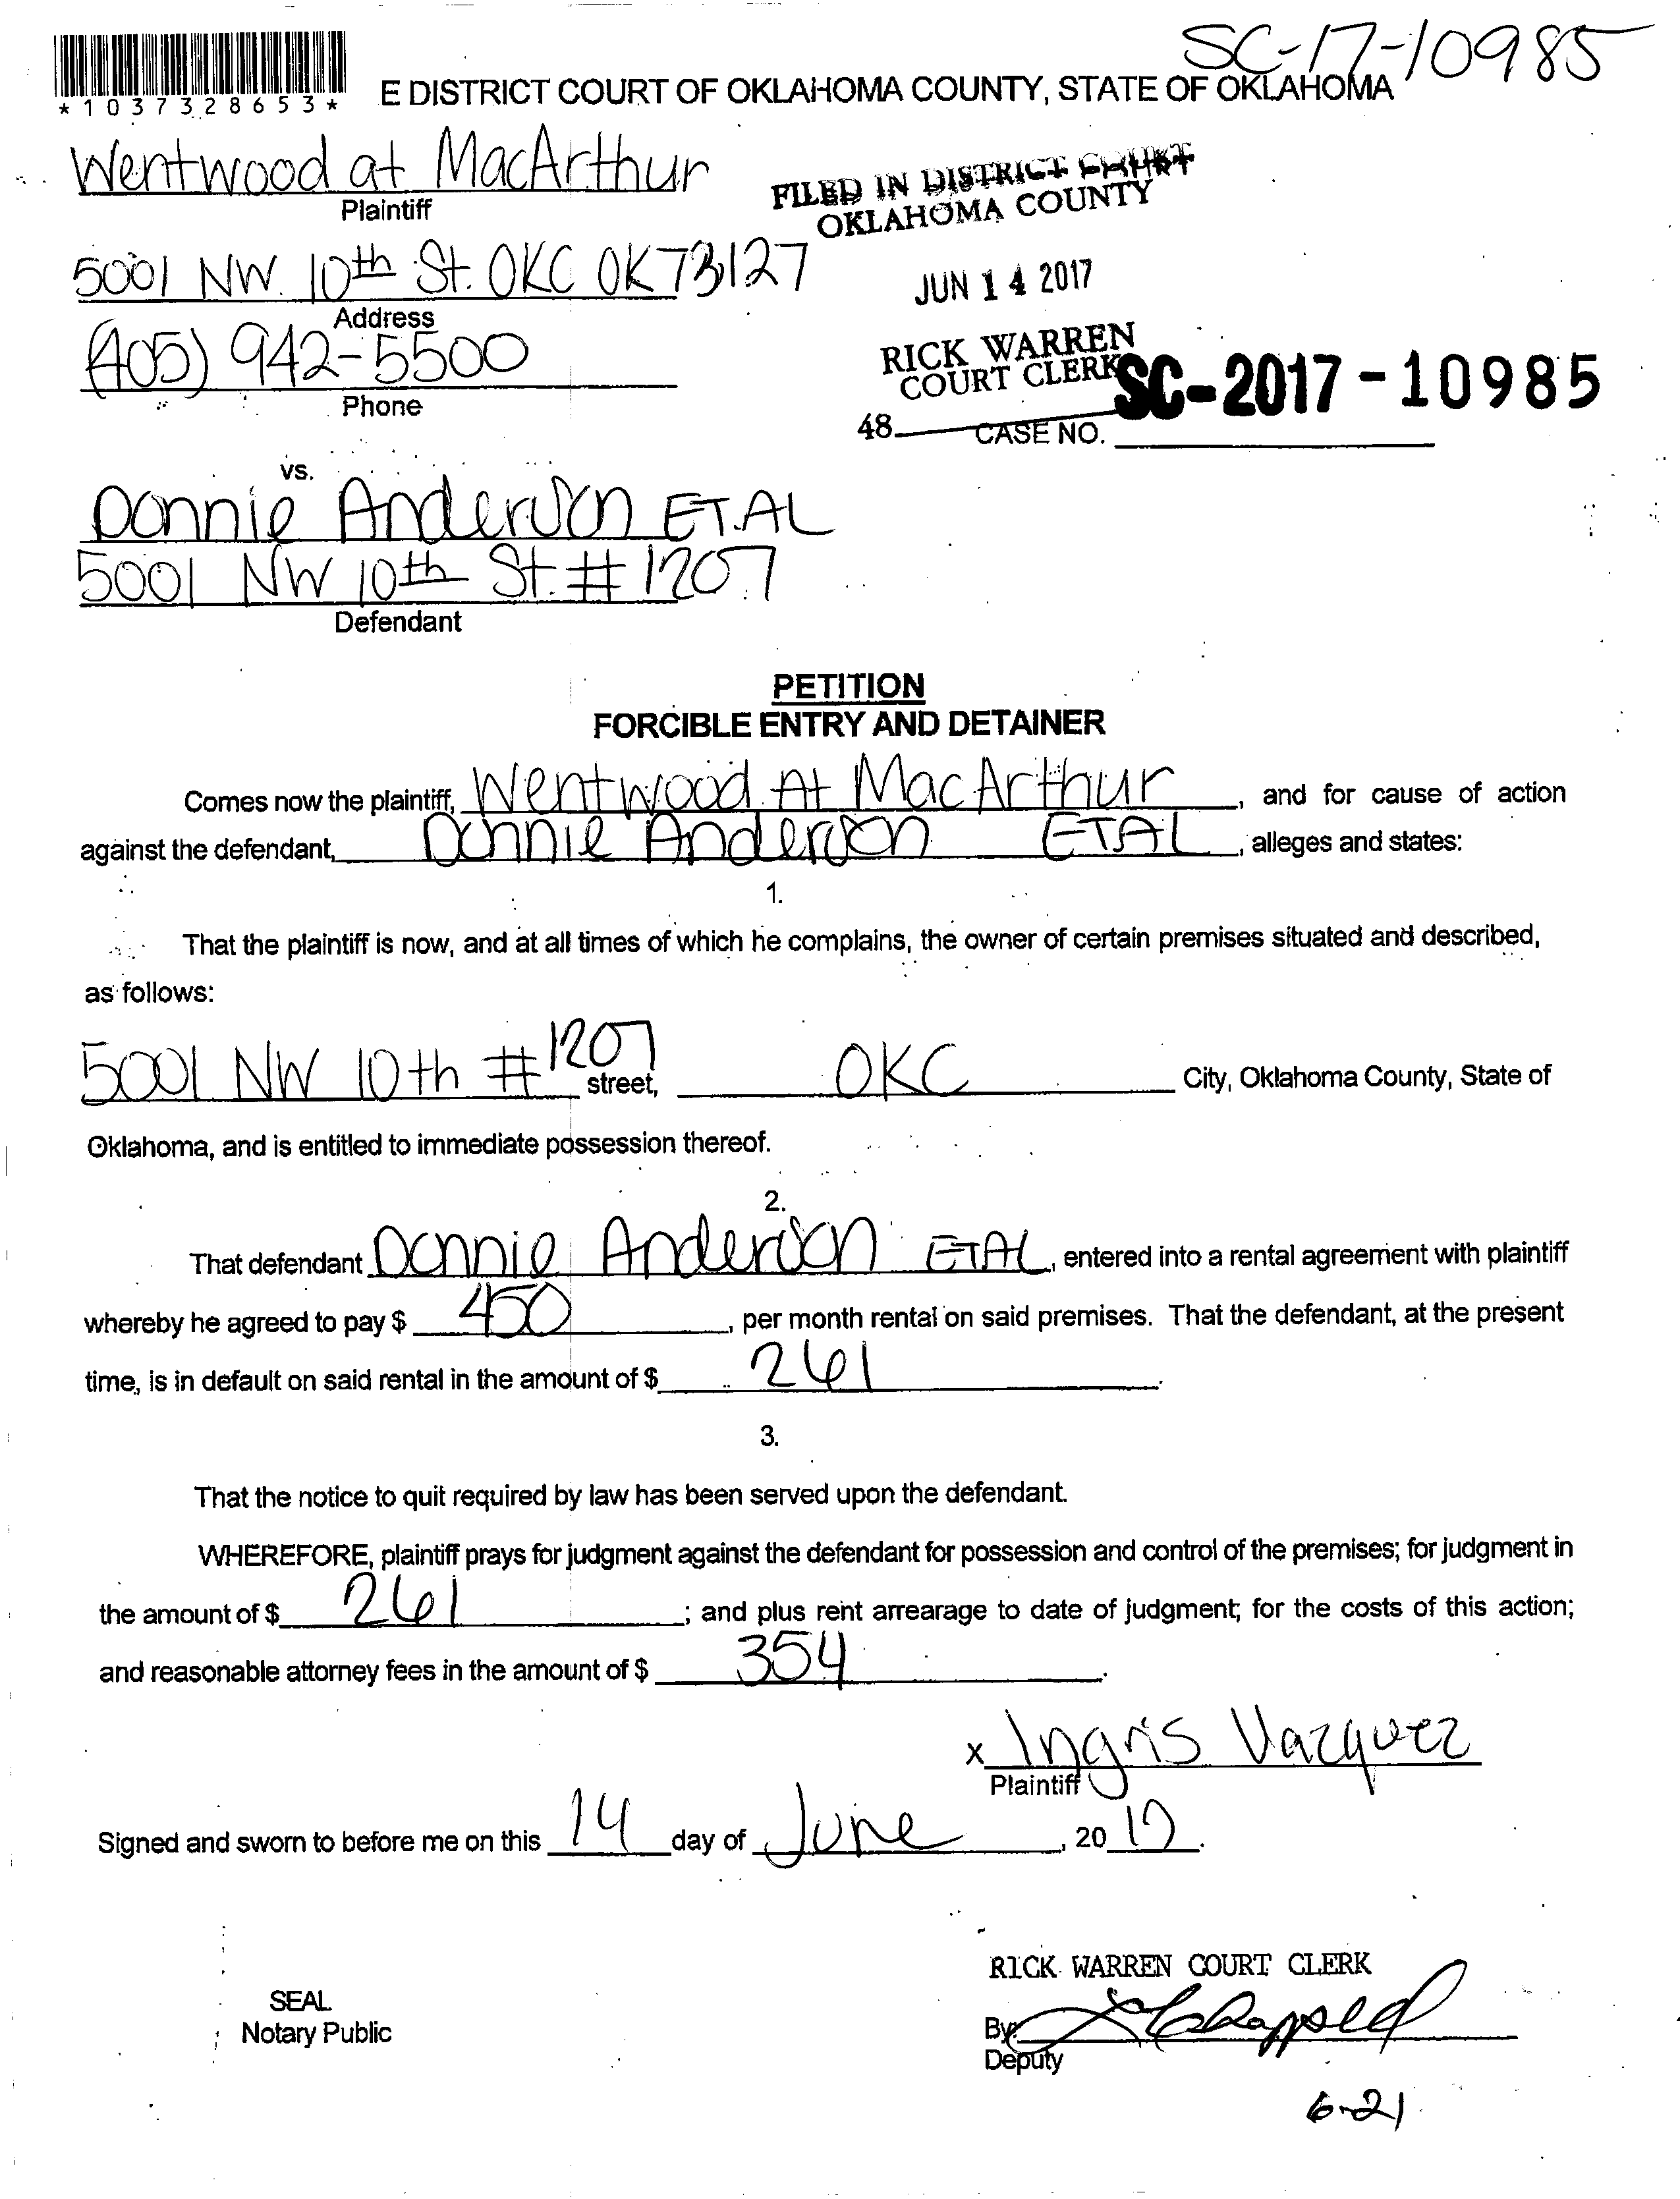 SC-17-10985
*1037328653*
E DISTRICT COURT OF OKLAHOMA COUNTY, STATE OF OKLAHOMA
Wentwood at MacArthur
Plaintiff
FILED IN DISTRICT COURT
OKLAHOMA COUNTY
5001 NW. 10th St. OKC OK 73127
Address
JUN 14 2017
(405) 942-5500
Phone
RICK WARREN
COURT CLERK
SC-2017-10985
48 CASE NO.
vs.
Donnie Anderson ET.AL
5001 NW 10th St. # 1207
Defendant
PETITION
FORCIBLE ENTRY AND DETAINER
Comes now the plaintiff, Wentwood At MacArthur, and for cause of action
against the defendant, Donnie Anderson ETAL, alleges and states:
1.
That the plaintiff is now, and at all times of which he complains, the owner of certain premises situated and described,
as follows:
5001 NW 10th #1207 street, OKC City, Oklahoma County, State of
Oklahoma, and is entitled to immediate possession thereof.
2.
That defendant Donnie Anderson ETAL, entered into a rental agreement with plaintiff
whereby he agreed to pay $ 450, per month rental on said premises. That the defendant, at the present
time, is in default on said rental in the amount of $ 261.
3.
That the notice to quit required by law has been served upon the defendant.
WHEREFORE, plaintiff prays for judgment against the defendant for possession and control of the premises; for judgment in
the amount of $ 261; and plus rent arrearage to date of judgment; for the costs of this action;
and reasonable attorney fees in the amount of $ 354.
x Ingris Vazquez
Plaintiff
Signed and sworn to before me on this 14 day of June, 20 17.
RICK WARREN COURT CLERK
SEAL
Notary Public
By:
Deputy
6-21